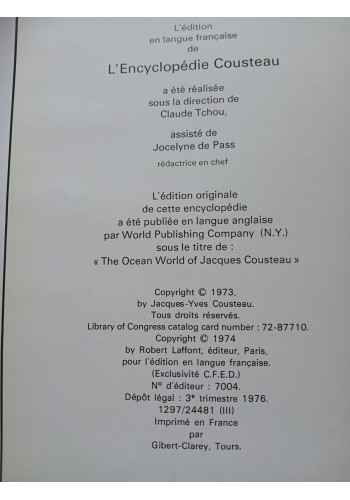 L'édition
en langue française
de
L'Encyclopédie Cousteau
a été réalisée
sous la direction de
Claude Tchou,
assisté de
Jocelyne de Pass
rédactrice en chef
L'édition originale
de cette encyclopédie
a été publiée en langue anglaise
par World Publishing Company (N.Y.)
sous le titre de :
« The Ocean World of Jacques Cousteau »
Copyright © 1973,
by Jacques-Yves Cousteau.
Tous droits réservés.
Library of Congress catalog card number : 72-87710.
Copyright © 1974
by Robert Laffont, éditeur, Paris,
pour l'édition en langue française.
(Exclusivité C.F.E.D.)
N° d'éditeur : 7004.
Dépôt légal : 3e trimestre 1976.
1297/24481 (III)
Imprimé en France
par
Gibert-Clarey, Tours.